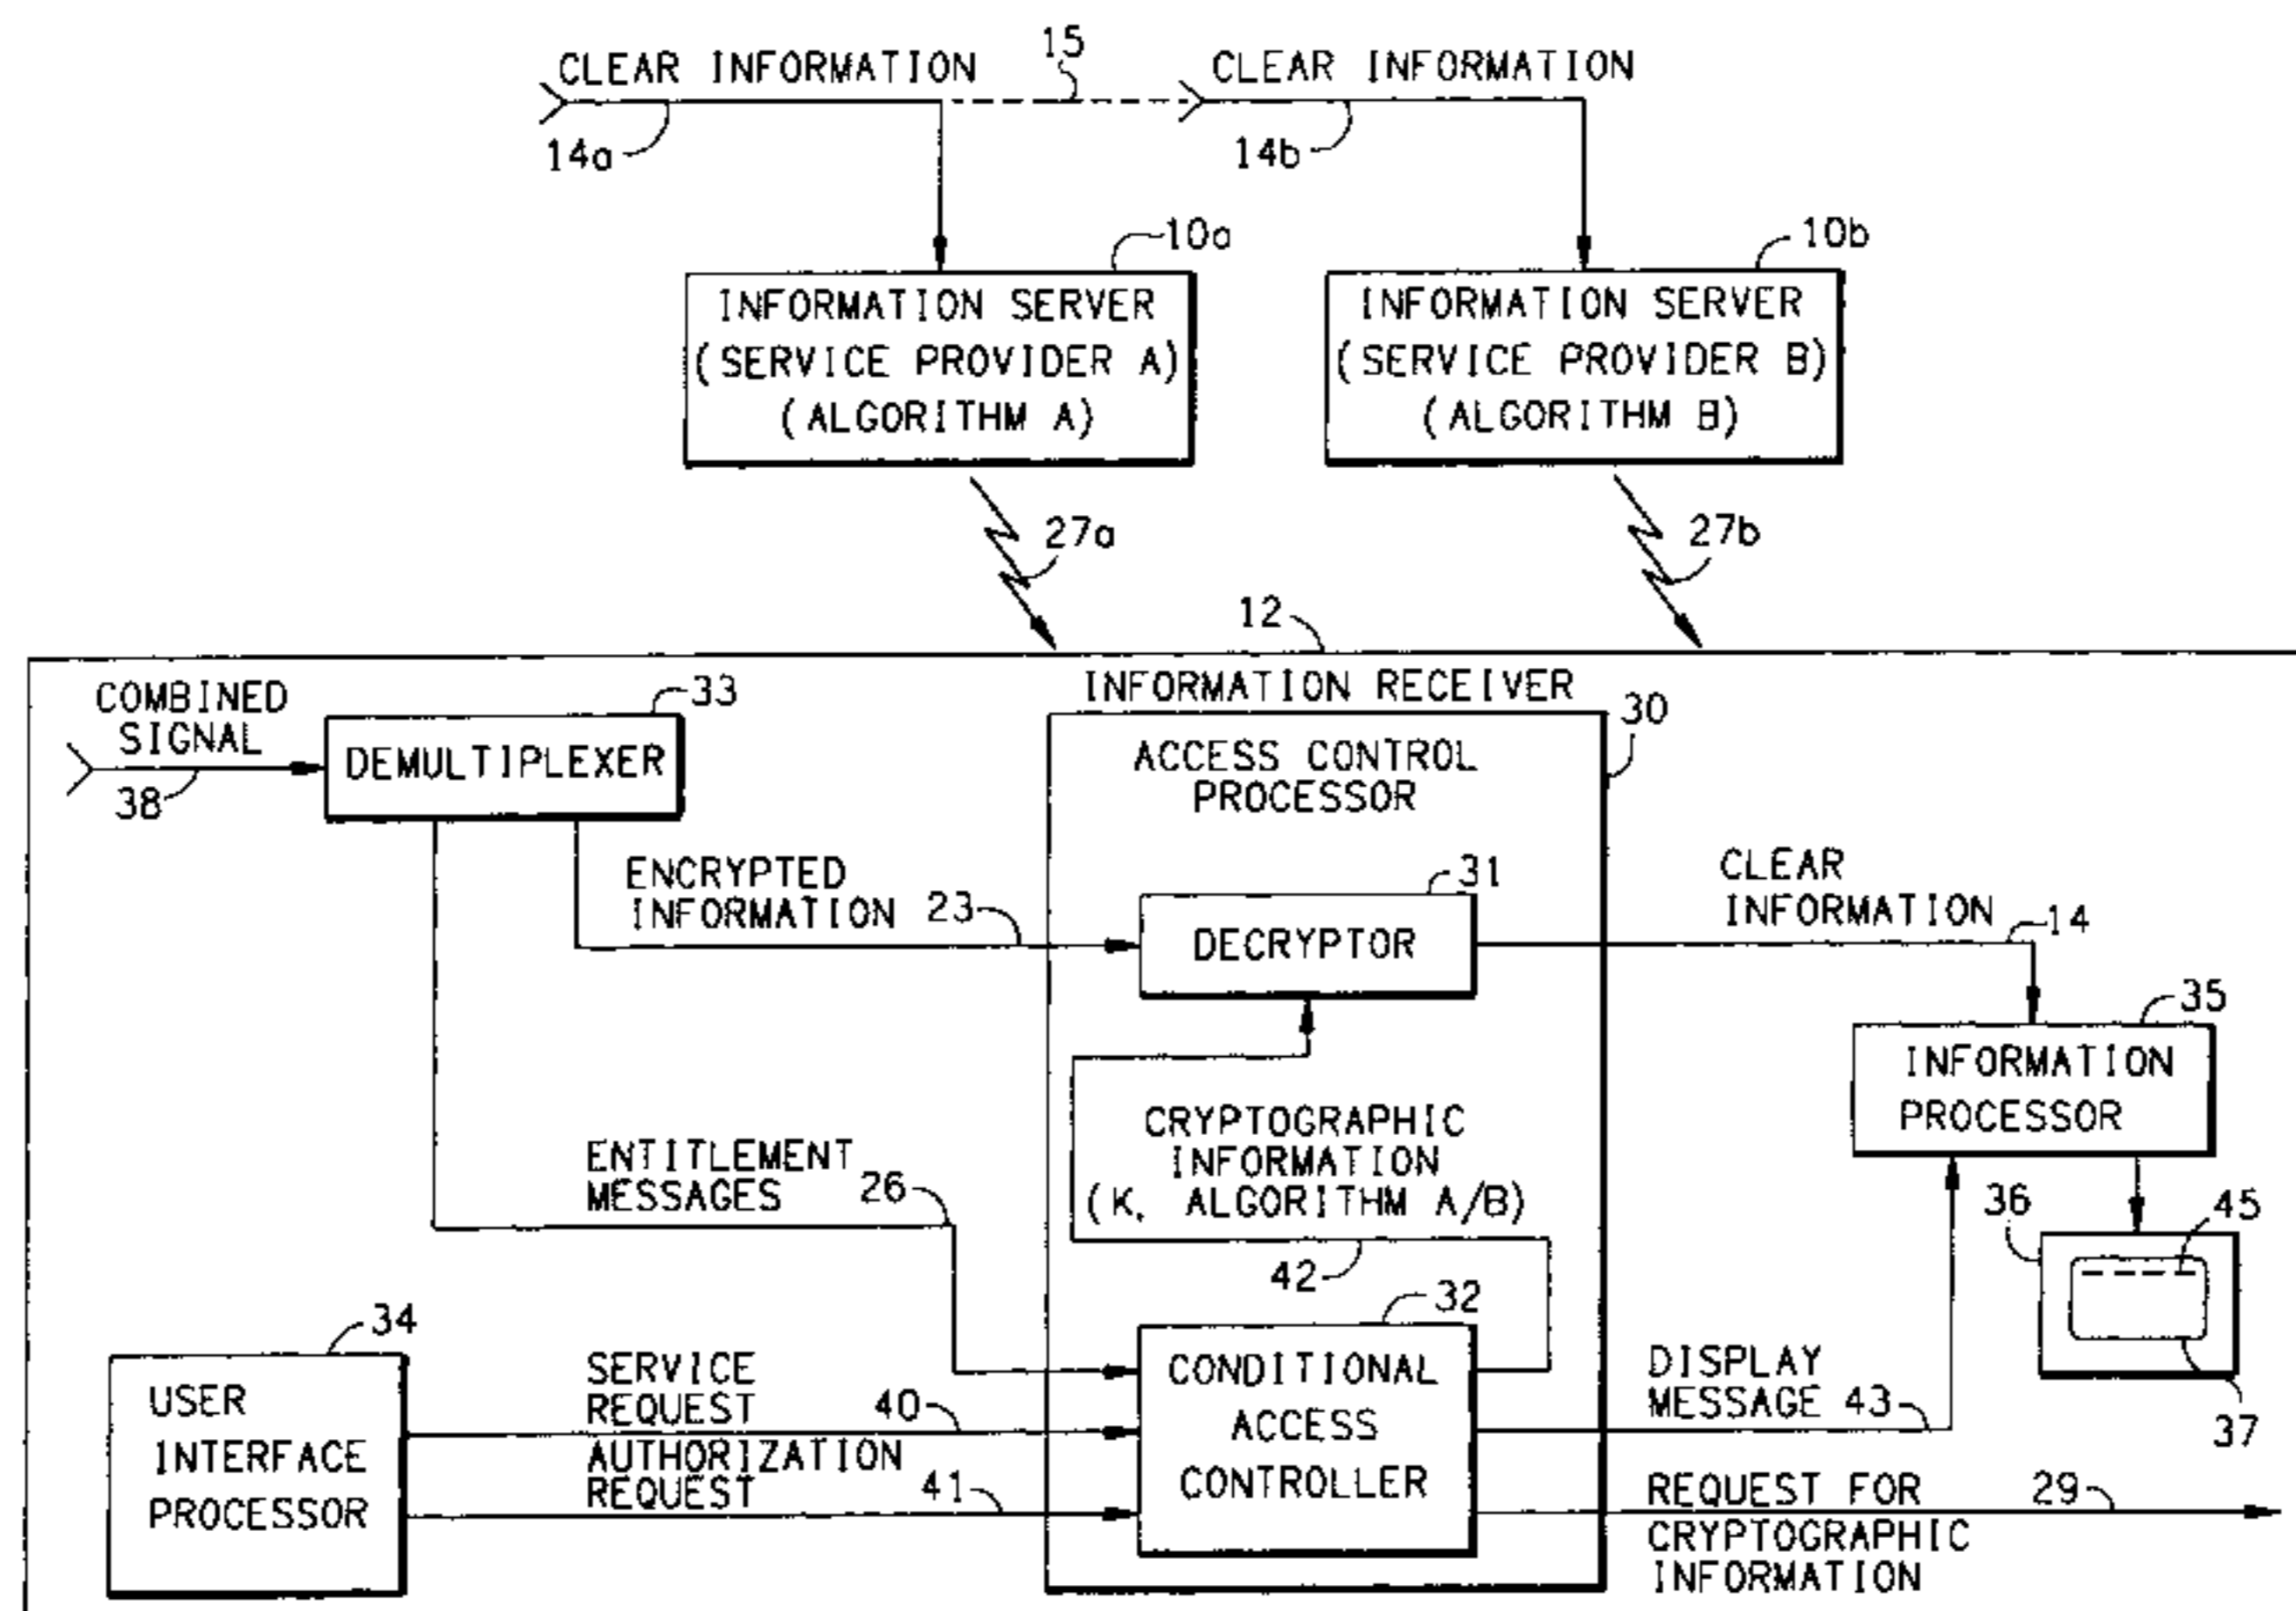 CLEAR INFORMATION
15
CLEAR INFORMATION
14a
14b
10a
10b
INFORMATION SERVER
(SERVICE PROVIDER A)
(ALGORITHM A)
INFORMATION SERVER
(SERVICE PROVIDER B)
(ALGORITHM B)
27a
27b
12
INFORMATION RECEIVER
COMBINED
SIGNAL
38
33
DEMULTIPLEXER
30
ACCESS CONTROL
PROCESSOR
ENCRYPTED
INFORMATION
23
31
DECRYPTOR
CLEAR
INFORMATION
14
35
INFORMATION
PROCESSOR
CRYPTOGRAPHIC
INFORMATION
(K, ALGORITHM A/B)
42
ENTITLEMENT
MESSAGES
26
36
45
37
34
USER
INTERFACE
PROCESSOR
SERVICE
REQUEST
40
AUTHORIZATION
REQUEST
41
32
CONDITIONAL
ACCESS
CONTROLLER
DISPLAY
MESSAGE 43
REQUEST FOR
29
CRYPTOGRAPHIC
INFORMATION